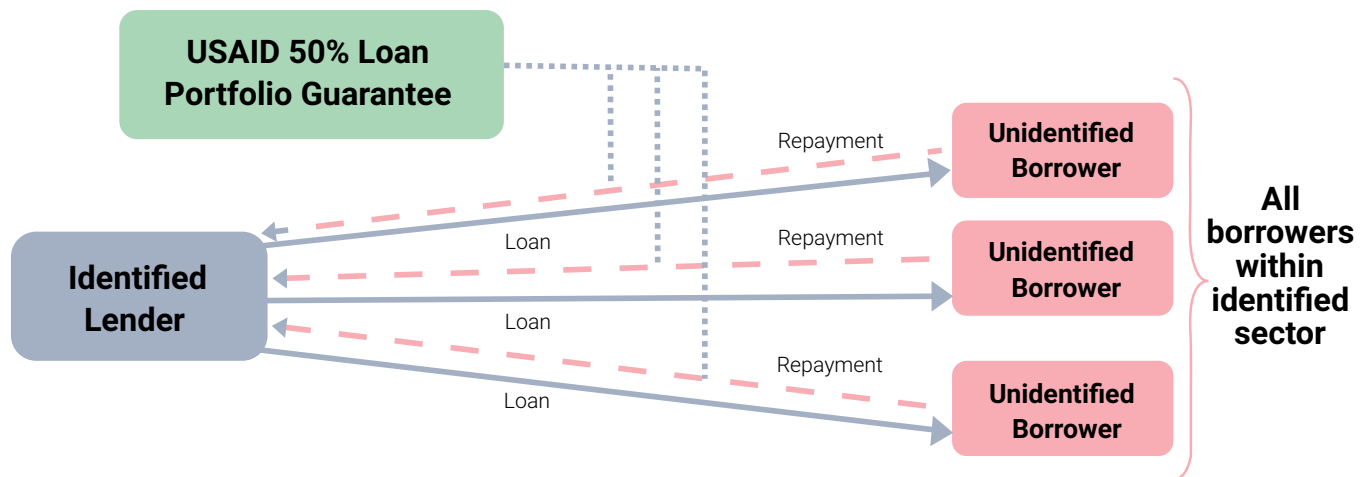 USAID 50% Loan
Portfolio Guarantee
Repayment
Unidentified
Borrower
All
borrowers
within
identified
sector
Loan
Repayment
Unidentified
Borrower
Identified
Lender
Loan
Repayment
Unidentified
Borrower
Loan